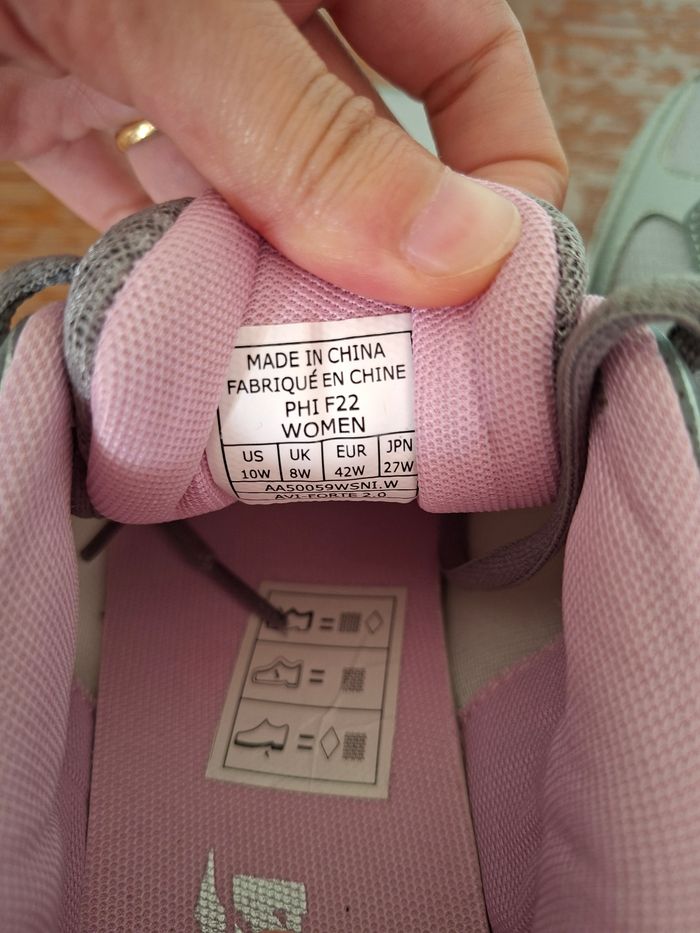 MADE IN CHINA
FABRIQUÉ EN CHINE
PHI F22
WOMEN
US UK EUR JPN
10W 8W 42W 27W
AA50059WSNI.W
AVI-FORTE 2.0
=
=
=